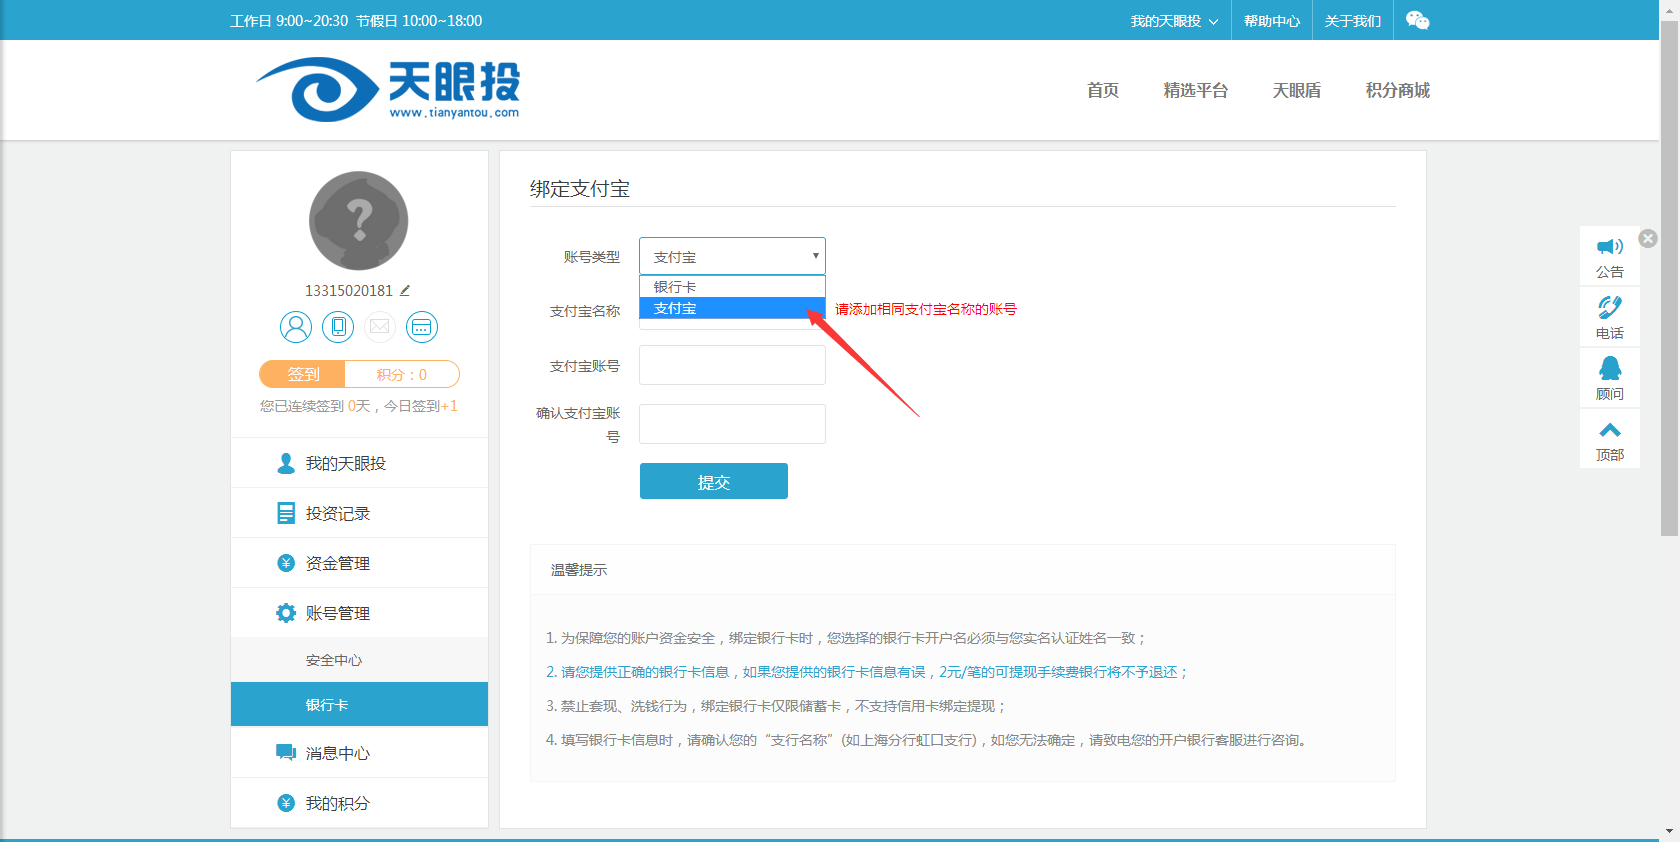 工作日 9:00~20:30 节假日 10:00~18:00
我的天眼投
帮助中心
关于我们
天眼投
www.tianyantou.com
首页
精选平台
天眼盾
积分商城
?
13315020181
签到
积分：0
您已连续签到 0天，今日签到+1
我的天眼投
投资记录
资金管理
账号管理
安全中心
银行卡
消息中心
我的积分
绑定支付宝
账号类型
支付宝
银行卡
支付宝
支付宝名称
请添加相同支付宝名称的账号
支付宝账号
确认支付宝账
号
提交
温馨提示
1. 为保障您的账户资金安全，绑定银行卡时，您选择的银行卡开户名必须与您实名认证姓名一致；
2. 请您提供正确的银行卡信息，如果您提供的银行卡信息有误，2元/笔的可提现手续费银行将不予退还；
3. 禁止套现、洗钱行为，绑定银行卡仅限储蓄卡，不支持信用卡绑定提现；
4. 填写银行卡信息时，请确认您的“支行名称”(如上海分行虹口支行)，如您无法确定，请致电您的开户银行客服进行咨询。
公告
电话
顾问
顶部